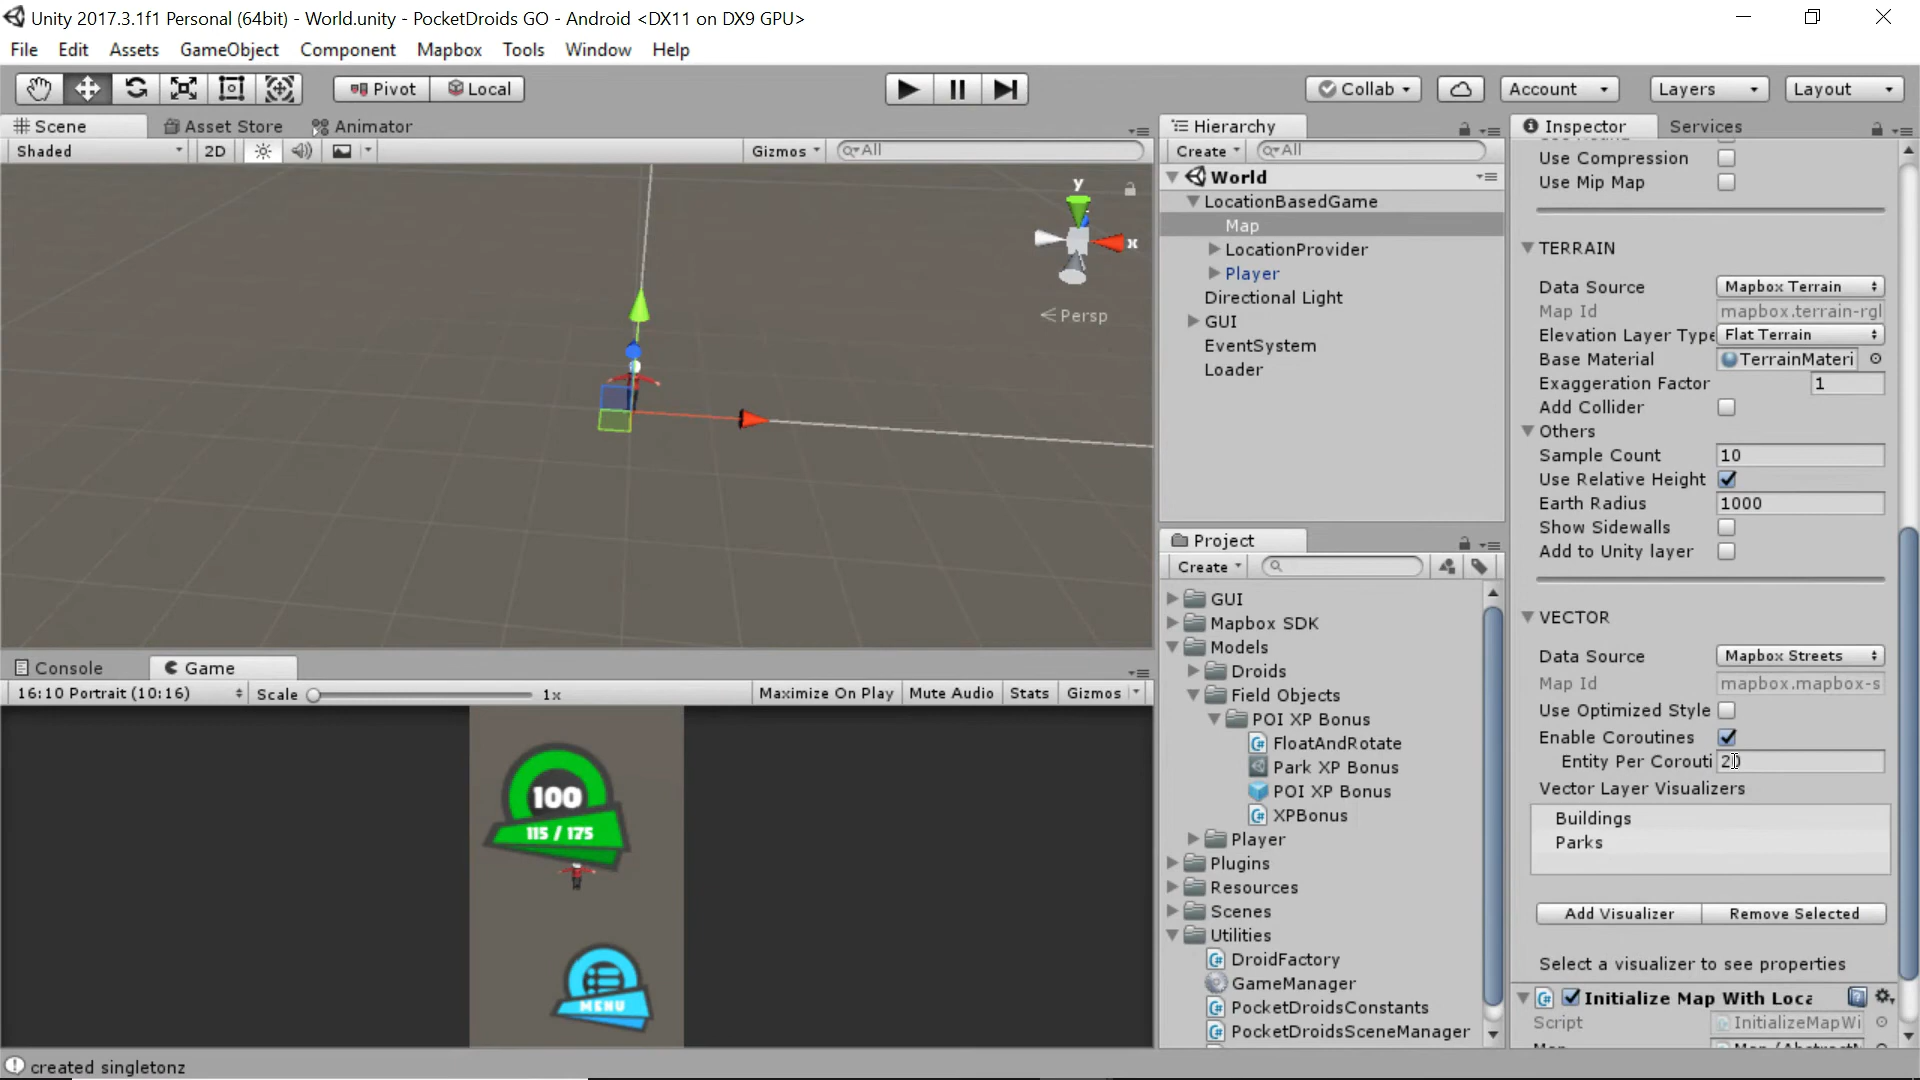 Unity 2017.3.1f1 Personal (64bit) - World.unity - PocketDroids GO - Android <DX11 on DX9 GPU>
File Edit Assets GameObject Component Mapbox Tools Window Help
Pivot Local Collab Account Layers Layout
Scene Asset Store Animator
Shaded 2D Gizmos All
y
x
Persp
Console Game
16:10 Portrait (10:16) Scale 1x Maximize On Play Mute Audio Stats Gizmos
100
115 / 175
MENU
created singletonz
Hierarchy
Create All
World
LocationBasedGame
Map
LocationProvider
Player
Directional Light
GUI
EventSystem
Loader
Project
Create
GUI
Mapbox SDK
Models
Droids
Field Objects
POI XP Bonus
FloatAndRotate
Park XP Bonus
POI XP Bonus
XPBonus
Player
Plugins
Resources
Scenes
Utilities
DroidFactory
GameManager
PocketDroidsConstants
PocketDroidsSceneManager
Inspector Services
Use Compression
Use Mip Map
TERRAIN
Data Source Mapbox Terrain
Map Id mapbox.terrain-rgl
Elevation Layer Type Flat Terrain
Base Material TerrainMateri
Exaggeration Factor 1
Add Collider
Others
Sample Count 10
Use Relative Height
Earth Radius 1000
Show Sidewalls
Add to Unity layer
VECTOR
Data Source Mapbox Streets
Map Id mapbox.mapbox-s
Use Optimized Style
Enable Coroutines
Entity Per Corouti 20
Vector Layer Visualizers
Buildings
Parks
Add Visualizer Remove Selected
Select a visualizer to see properties
Initialize Map With Loca
Script InitializeMapWi